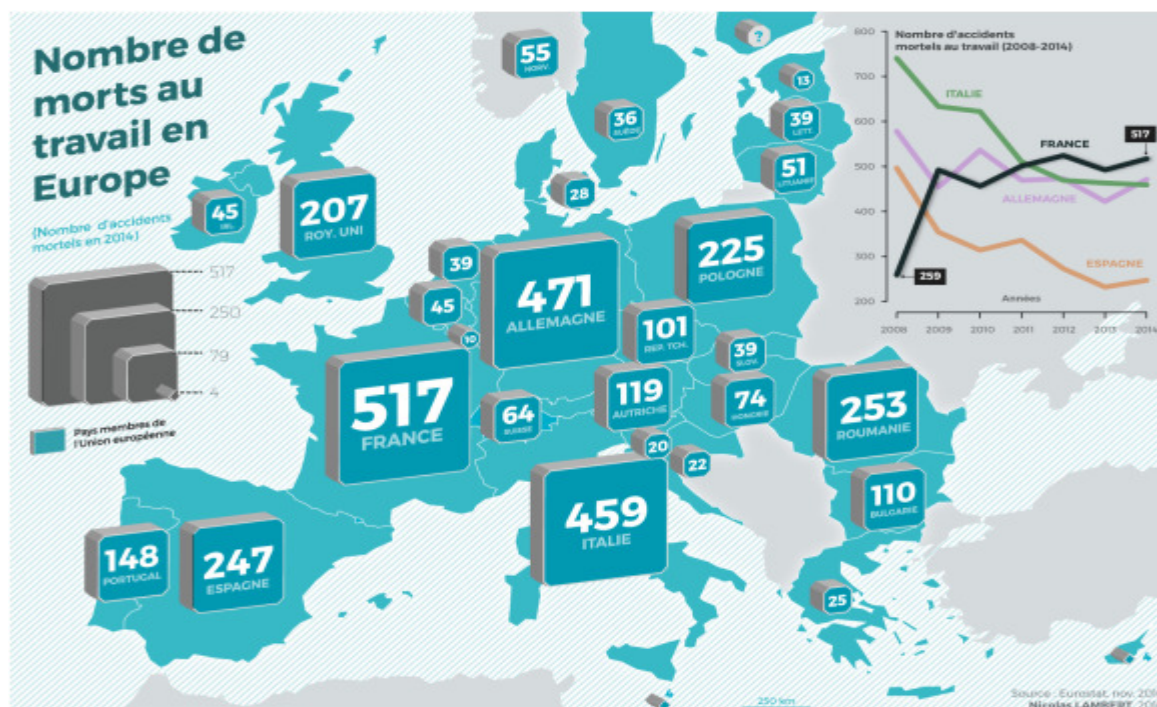 Nombre de
morts au
travail en
Europe
(Nombre d'accidents
mortels en 2014)
517
250
79
4
Pays membres de
l'Union européenne
55
NORV.
?
13
36
SUÈDE
39
LETT.
51
LITUANIE
28
45
IRL.
207
ROY. UNI
39
45
10
471
ALLEMAGNE
225
POLOGNE
101
REP. TCH.
39
SLOV.
517
FRANCE
64
SUISSE
119
AUTRICHE
74
HONGRIE
253
ROUMANIE
20
22
110
BULGARIE
459
ITALIE
148
PORTUGAL
247
ESPAGNE
25
250 km
Nombre d'accidents
mortels au travail (2008-2014)
800
700
600
500
400
300
200
ITALIE
FRANCE
517
ALLEMAGNE
ESPAGNE
259
Années
2008 2009 2010 2011 2012 2013 2014
Source : Eurostat, nov. 201
Nicolas LAMBERT, 201